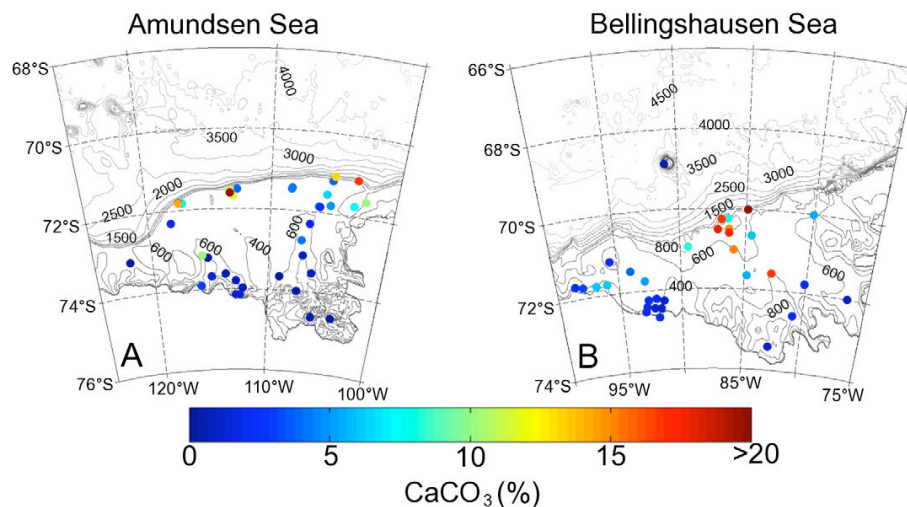 Amundsen Sea
Bellingshausen Sea
68°S
70°S
72°S
74°S
76°S
120°W
110°W
100°W
4000
3500
3000
2000
2500
1500
600
600
400
600
A
66°S
68°S
70°S
72°S
74°S
95°W
85°W
75°W
4500
4000
3500
3000
2500
1500
800
600
600
400
800
B
0 5 10 15 >20
CaCO₃ (%)